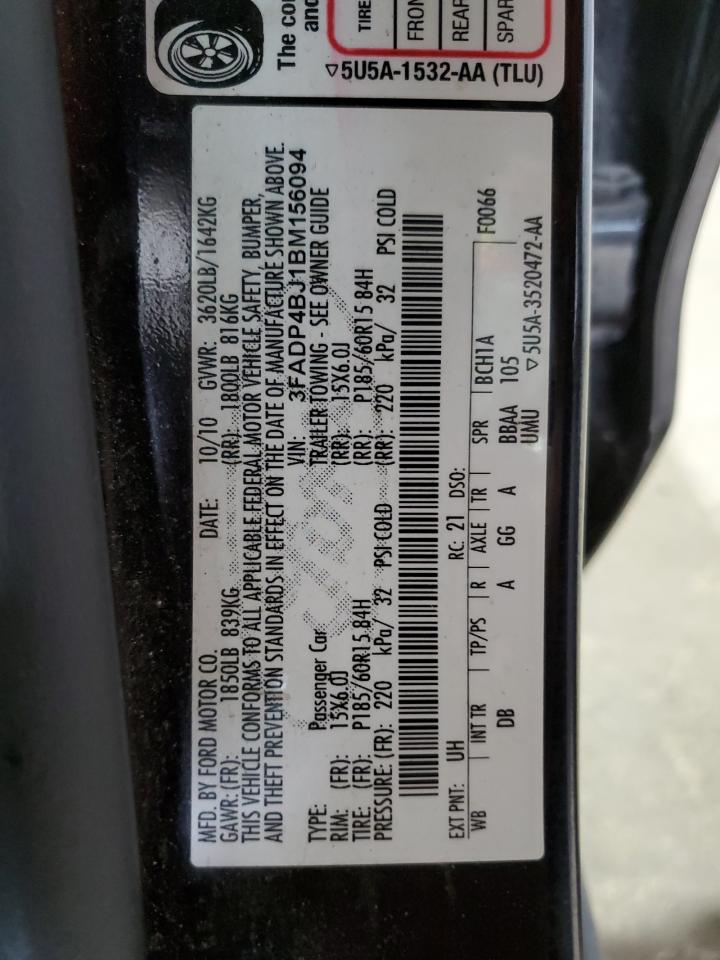 The co
and
TIRE
FRON
REAR
SPAR
▽5U5A-1532-AA (TLU)
MFD. BY FORD MOTOR CO. DATE: 10/10 GVWR: 3620LB/1642KG
GAWR:(FR): 1850LB 839KG (RR): 1800LB 816KG
THIS VEHICLE CONFORMS TO ALL APPLICABLE FEDERAL MOTOR VEHICLE SAFETY, BUMPER,
AND THEFT PREVENTION STANDARDS IN EFFECT ON THE DATE OF MANUFACTURE SHOWN ABOVE.
VIN: 3FADP4BJ1BM156094
TYPE: Passenger Car TRAILER TOWING - SEE OWNER GUIDE
RIM: (FR): 15X6.0J (RR): 15X6.0J
TIRE: (FR): P185/60R15 84H (RR): P185/60R15 84H
PRESSURE: (FR): 220 kPa/ 32 PSI COLD (RR): 220 kPa/ 32 PSI COLD
EXT PNT: UH RC: 21 DSO: F0066
WB INT TR TP/PS R AXLE TR SPR BCH1A
DB A GG A BBAA 105
UMU
▽5U5A-3520472-AA